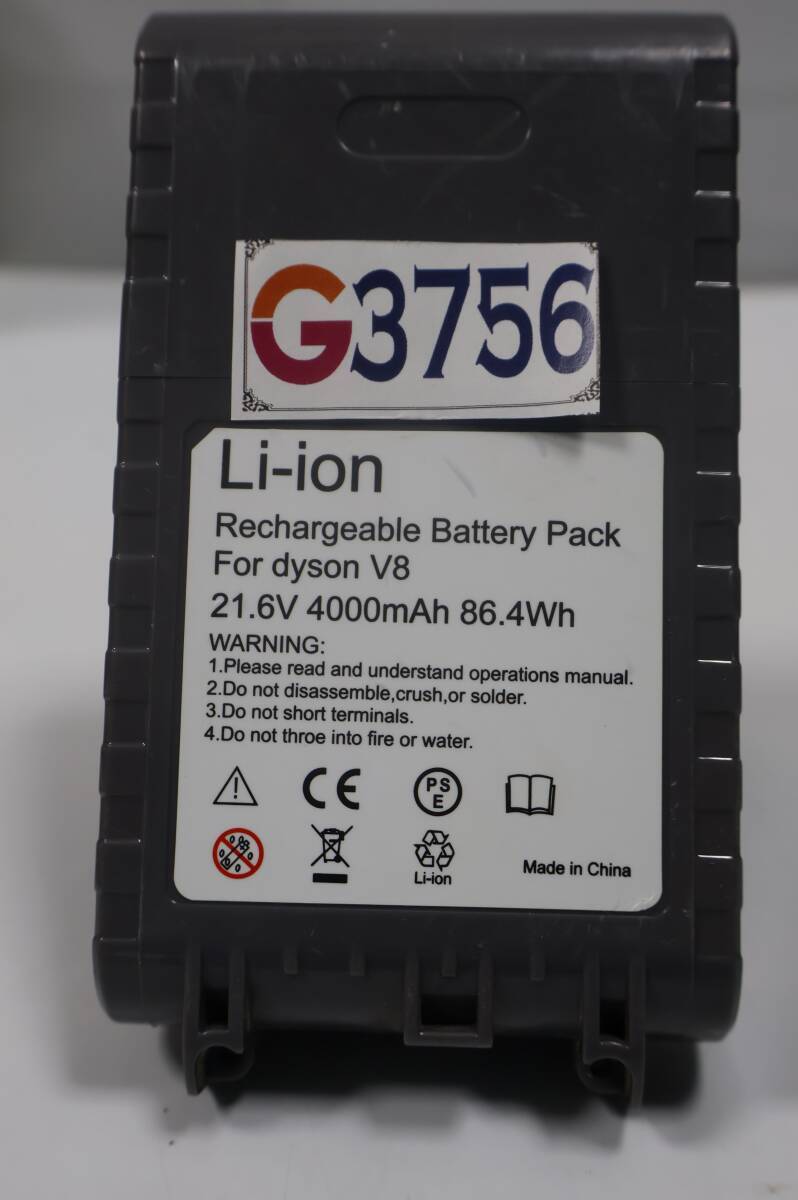 G3756
Li-ion
Rechargeable Battery Pack
For dyson V8
21.6V 4000mAh 86.4Wh
WARNING:
1.Please read and understand operations manual.
2.Do not disassemble,crush,or solder.
3.Do not short terminals.
4.Do not throe into fire or water.
CE PS
E
Li-ion
Made in China